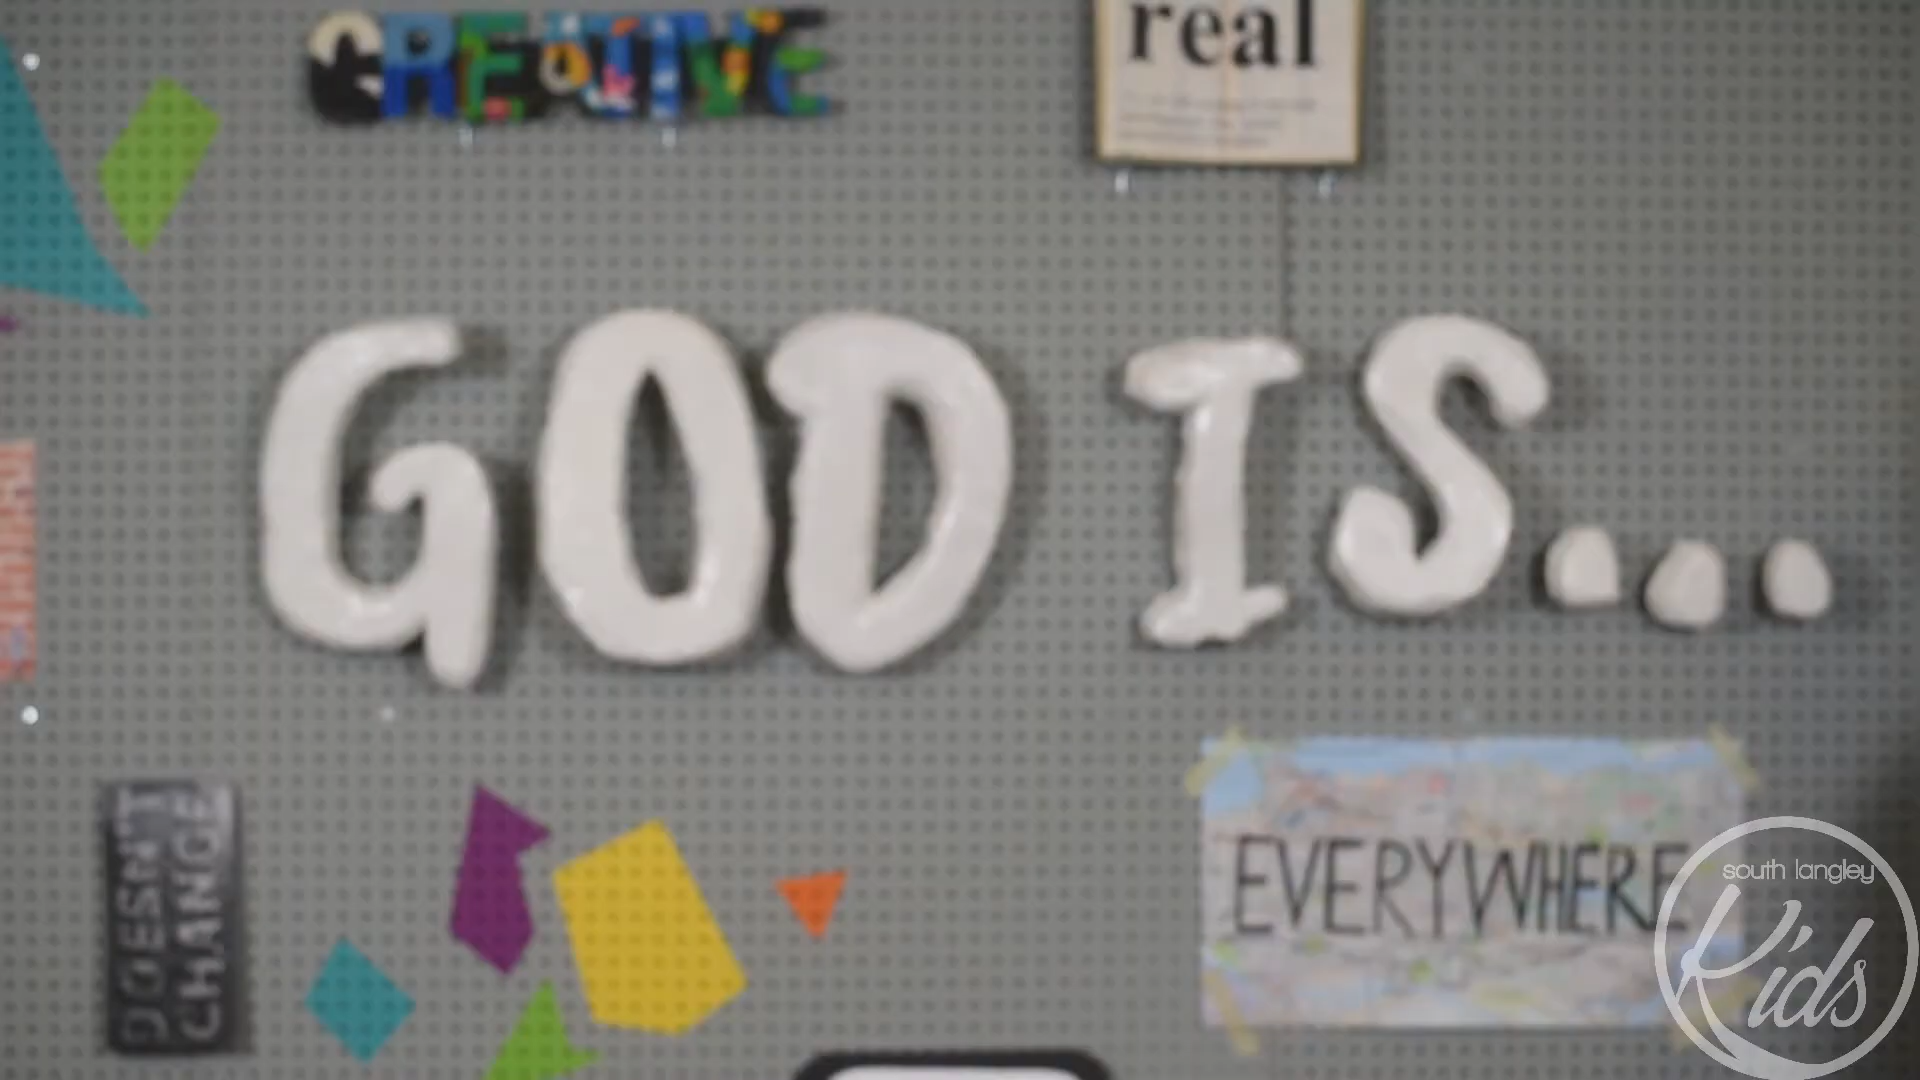 CREATIVE
real
GOD IS...
DOESN'T
CHANGE
EVERYWHERE
south langley
Kids